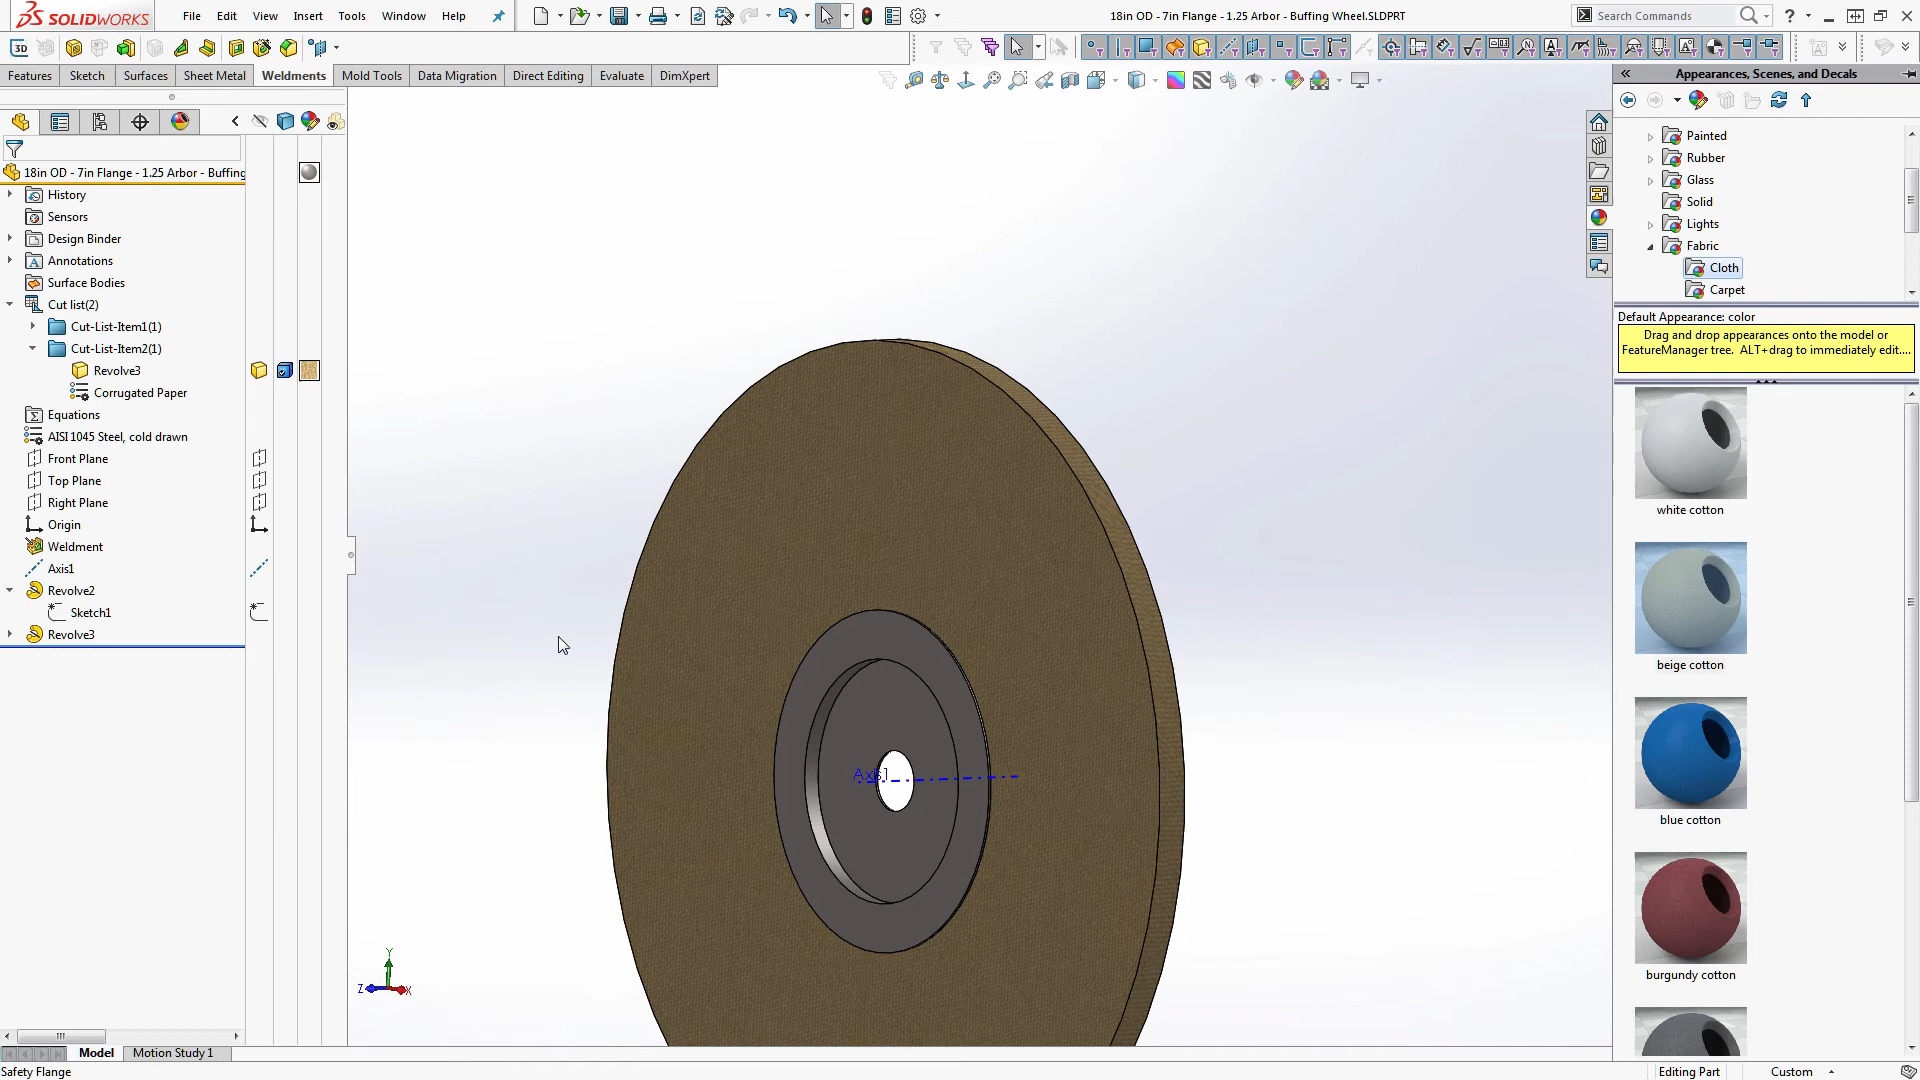 SOLIDWORKS
File Edit View Insert Tools Window Help
18in OD - 7in Flange - 1.25 Arbor - Buffing Wheel.SLDPRT
Search Commands
3D
Features Sketch Surfaces Sheet Metal Weldments Mold Tools Data Migration Direct Editing Evaluate DimXpert
Appearances, Scenes, and Decals
18in OD - 7in Flange - 1.25 Arbor - Buffing
History
Sensors
Design Binder
Annotations
Surface Bodies
Cut list(2)
Cut-List-Item1(1)
Cut-List-Item2(1)
Revolve3
Corrugated Paper
Equations
AISI 1045 Steel, cold drawn
Front Plane
Top Plane
Right Plane
Origin
Weldment
Axis1
Revolve2
Sketch1
Revolve3
Axis1
Y
Z
X
Painted
Rubber
Glass
Solid
Lights
Fabric
Cloth
Carpet
Default Appearance: color
Drag and drop appearances onto the model or
FeatureManager tree. ALT+drag to immediately edit....
white cotton
beige cotton
blue cotton
burgundy cotton
Model Motion Study 1
Safety Flange
Editing Part
Custom